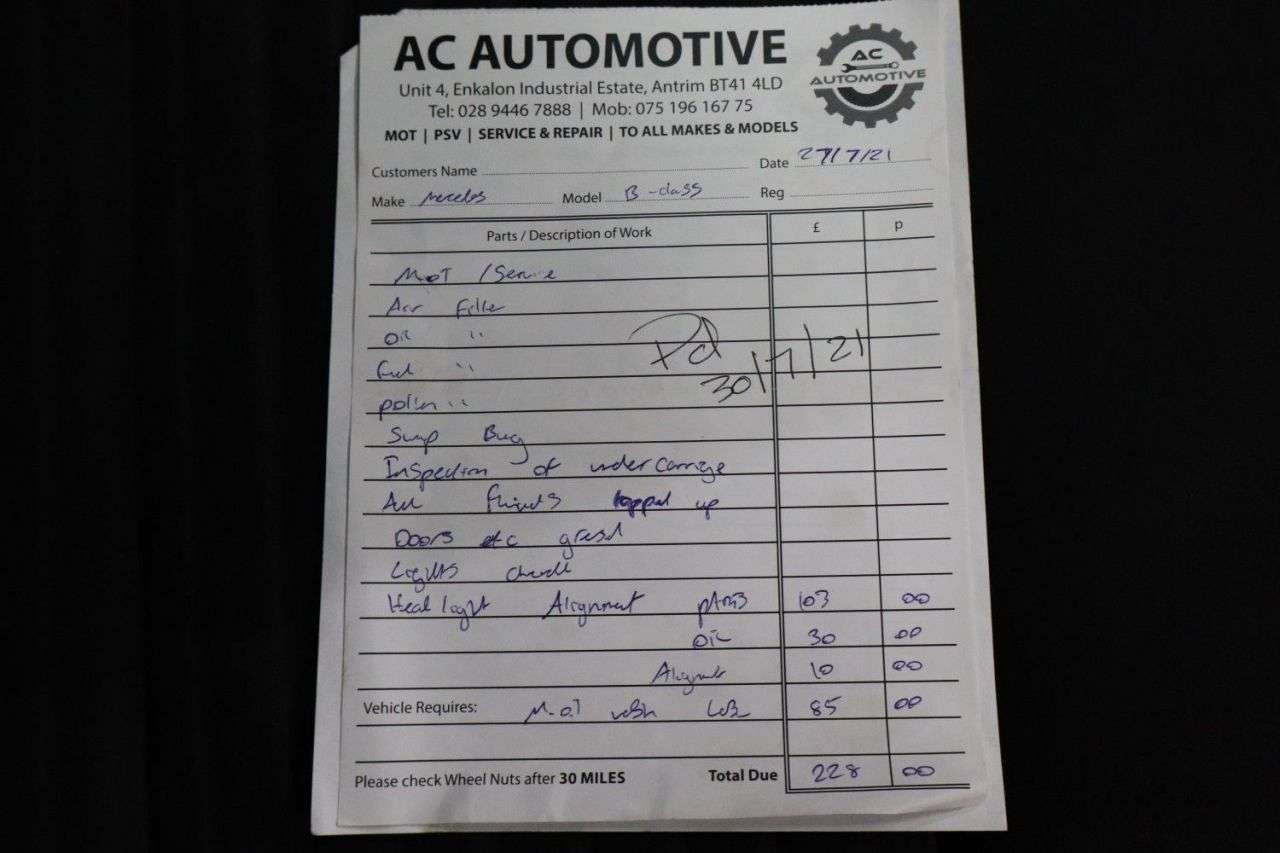 AC AUTOMOTIVE
AC
AUTOMOTIVE
Unit 4, Enkalon Industrial Estate, Antrim BT41 4LD
Tel: 028 9446 7888 | Mob: 075 196 167 75
MOT | PSV | SERVICE & REPAIR | TO ALL MAKES & MODELS
Customers Name Date 27/7/21
Make Mercedes Model B-class Reg
Parts / Description of Work £ p
MOT / Service
Air Filter
Oil "
fuel "
pollen "
Sump Bug
Inspection of undercarrige
All fluids topped up
Pd
30/7/21
Doors etc gresd
Lights
Head light Alignment parts 103 00
OIL 30 00
Alignment 10 00
Vehicle Requires: M.O.T 85 00
Please check Wheel Nuts after 30 MILES Total Due 228 00